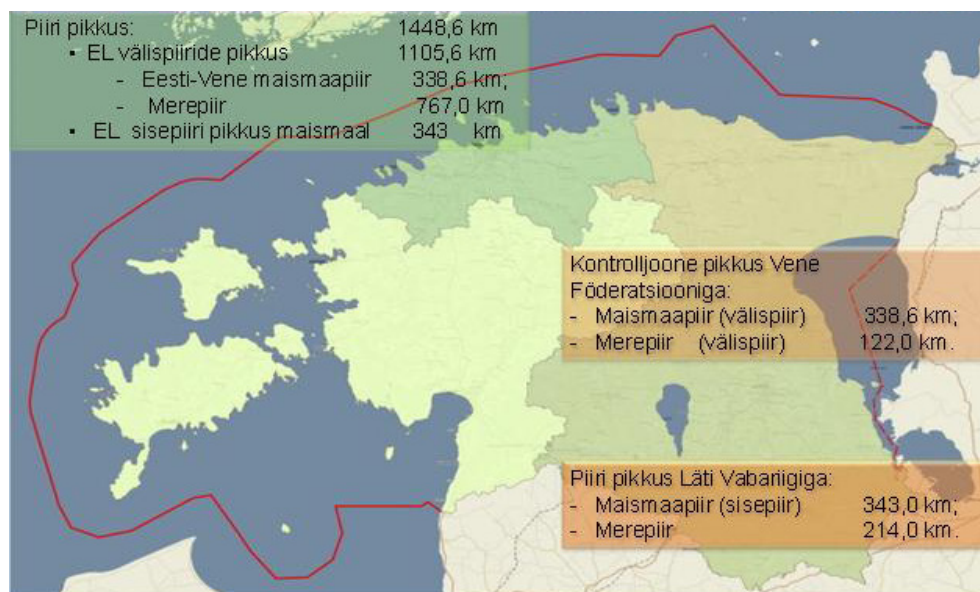 Piiri pikkus: 1448,6 km
▪ EL välispiiride pikkus 1105,6 km
- Eesti-Vene maismaapiir 338,6 km;
- Merepiir 767,0 km
▪ EL sisepiiri pikkus maismaal 343 km
Kontrolljoone pikkus Vene
Föderatsiooniga:
- Maismaapiir (välispiir) 338,6 km;
- Merepiir (välispiir) 122,0 km.
Piiri pikkus Läti Vabariigiga:
- Maismaapiir (sisepiir) 343,0 km;
- Merepiir 214,0 km.